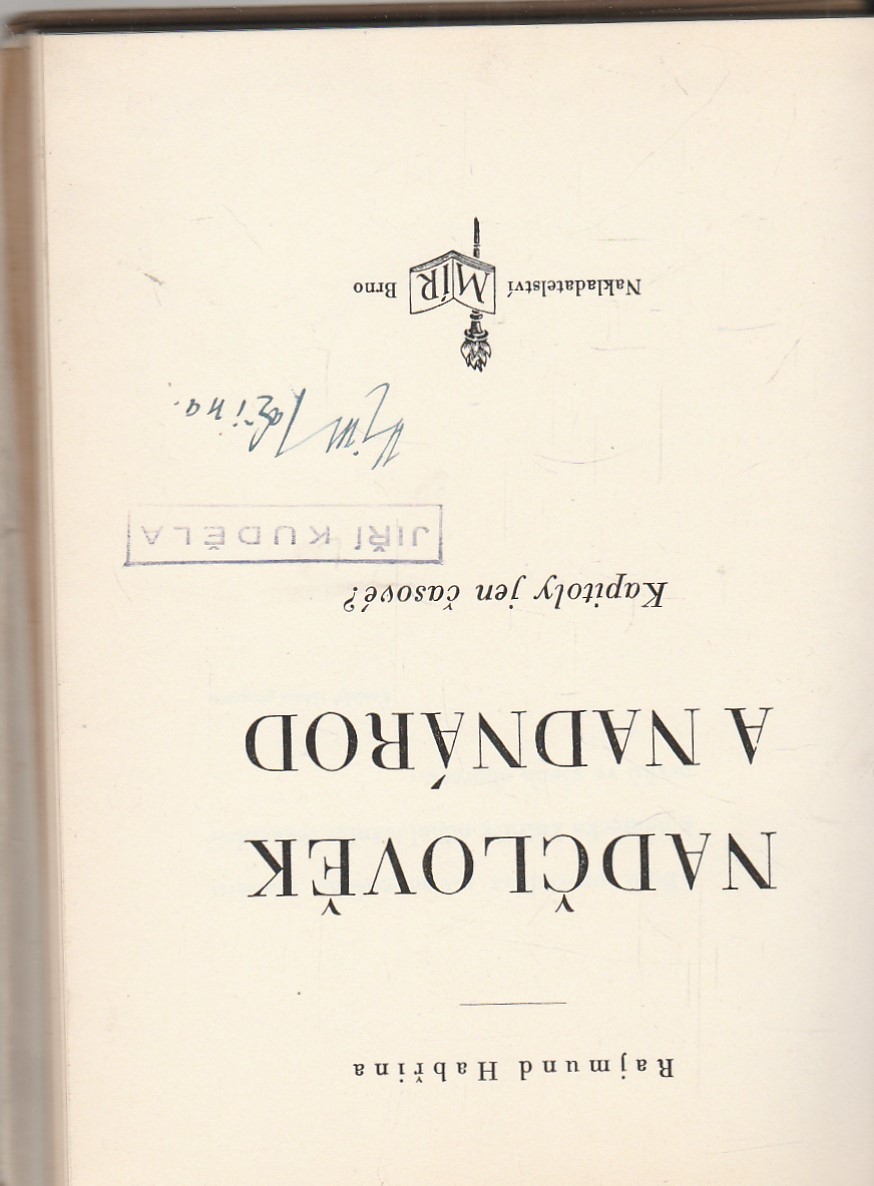 Rajmund Habřina
NADČLOVĚK
A NADNÁROD
Kapitoly jen časové?
JIŘÍ KUDĚLA
Nakladatelství MÍR Brno